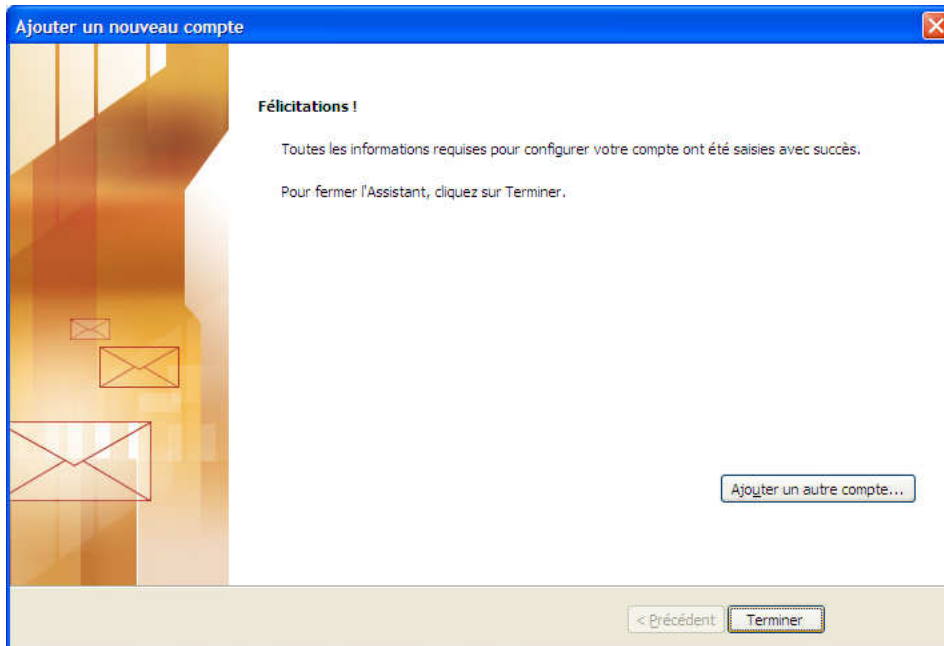 Ajouter un nouveau compte
Félicitations !
Toutes les informations requises pour configurer votre compte ont été saisies avec succès.
Pour fermer l'Assistant, cliquez sur Terminer.
Ajouter un autre compte...
< Précédent
Terminer